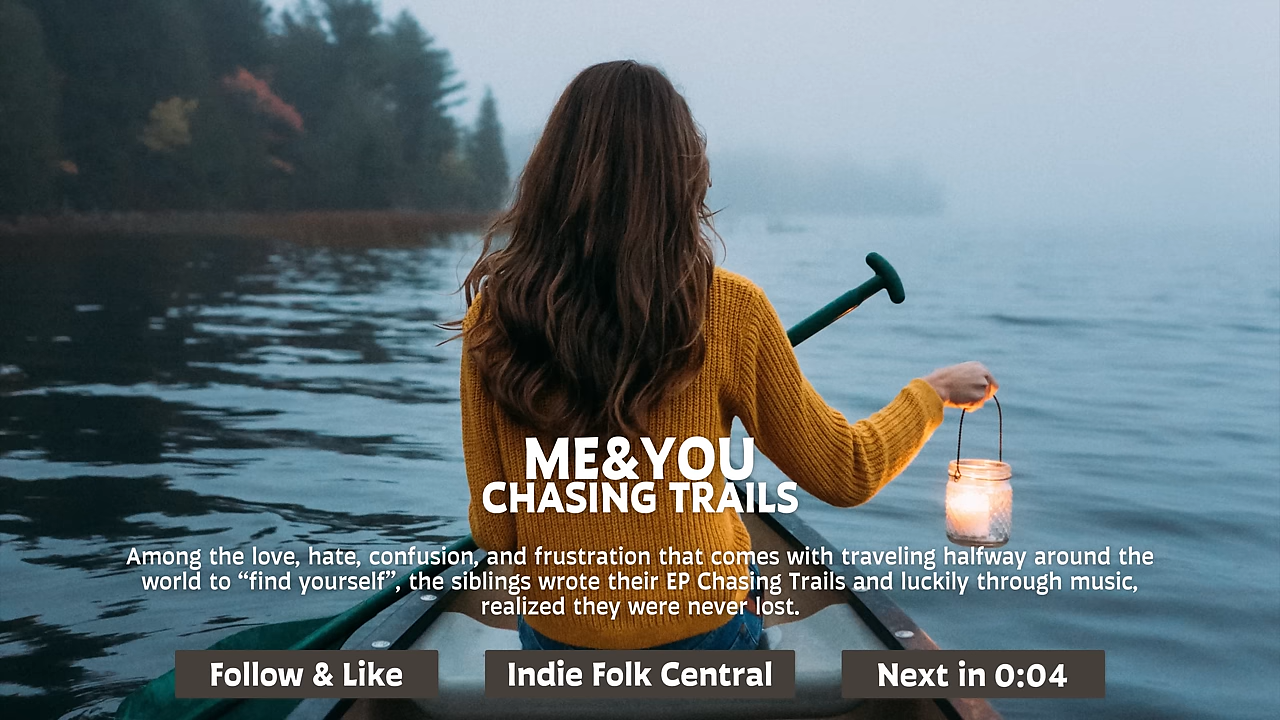 ME&YOU
CHASING TRAILS
Among the love, hate, confusion, and frustration that comes with traveling halfway around the
world to “find yourself”, the siblings wrote their EP Chasing Trails and luckily through music,
realized they were never lost.
Follow & Like
Indie Folk Central
Next in 0:04